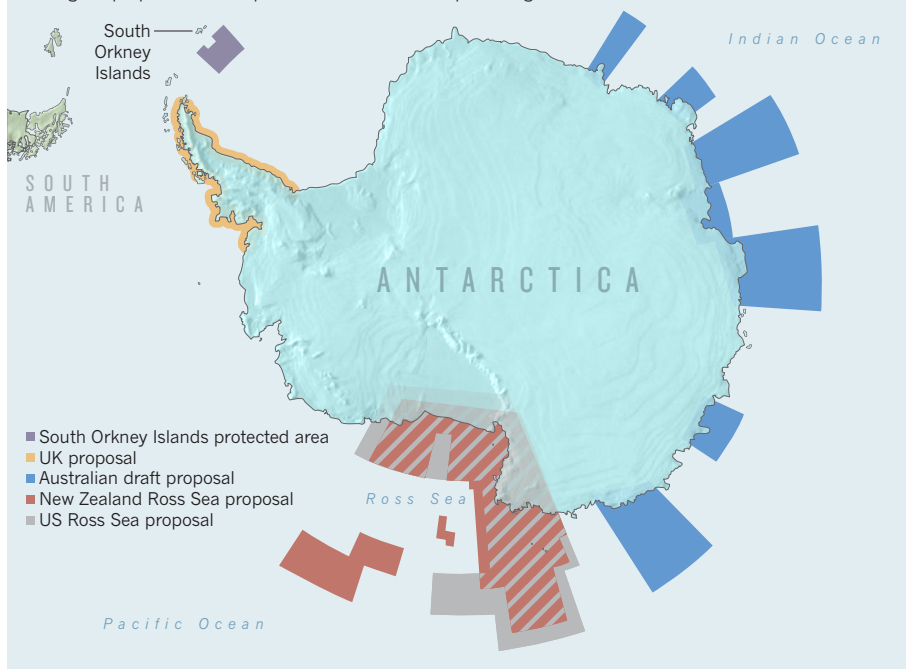 South
Orkney
Islands
Indian Ocean
SOUTH
AMERICA
ANTARCTICA
South Orkney Islands protected area
UK proposal
Australian draft proposal
New Zealand Ross Sea proposal
US Ross Sea proposal
Ross Sea
Pacific Ocean